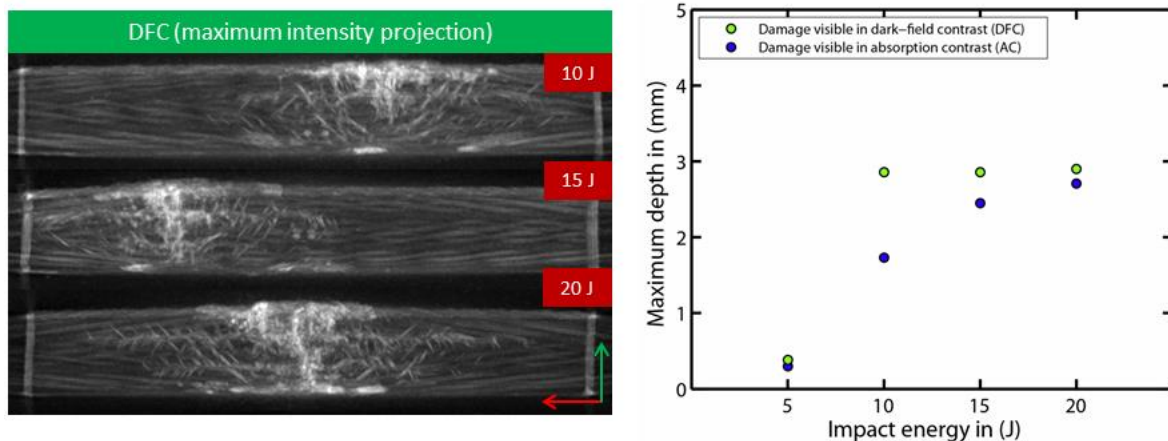 DFC (maximum intensity projection)
10 J
15 J
20 J
Damage visible in dark-field contrast (DFC)
Damage visible in absorption contrast (AC)
Maximum depth in (mm)
5
4
3
2
1
0
5 10 15 20
Impact energy in (J)